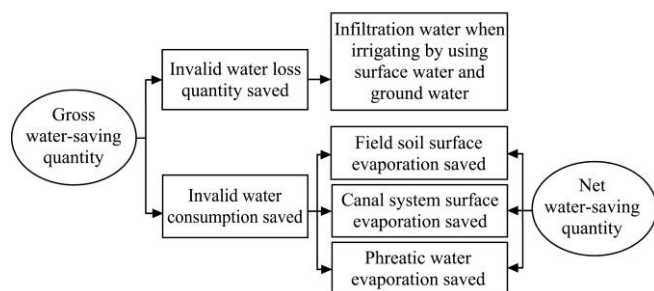 Gross
water-saving
quantity
Invalid water loss
quantity saved
Infiltration water when
irrigating by using
surface water and
ground water
Invalid water
consumption saved
Field soil surface
evaporation saved
Canal system surface
evaporation saved
Phreatic water
evaporation saved
Net
water-saving
quantity